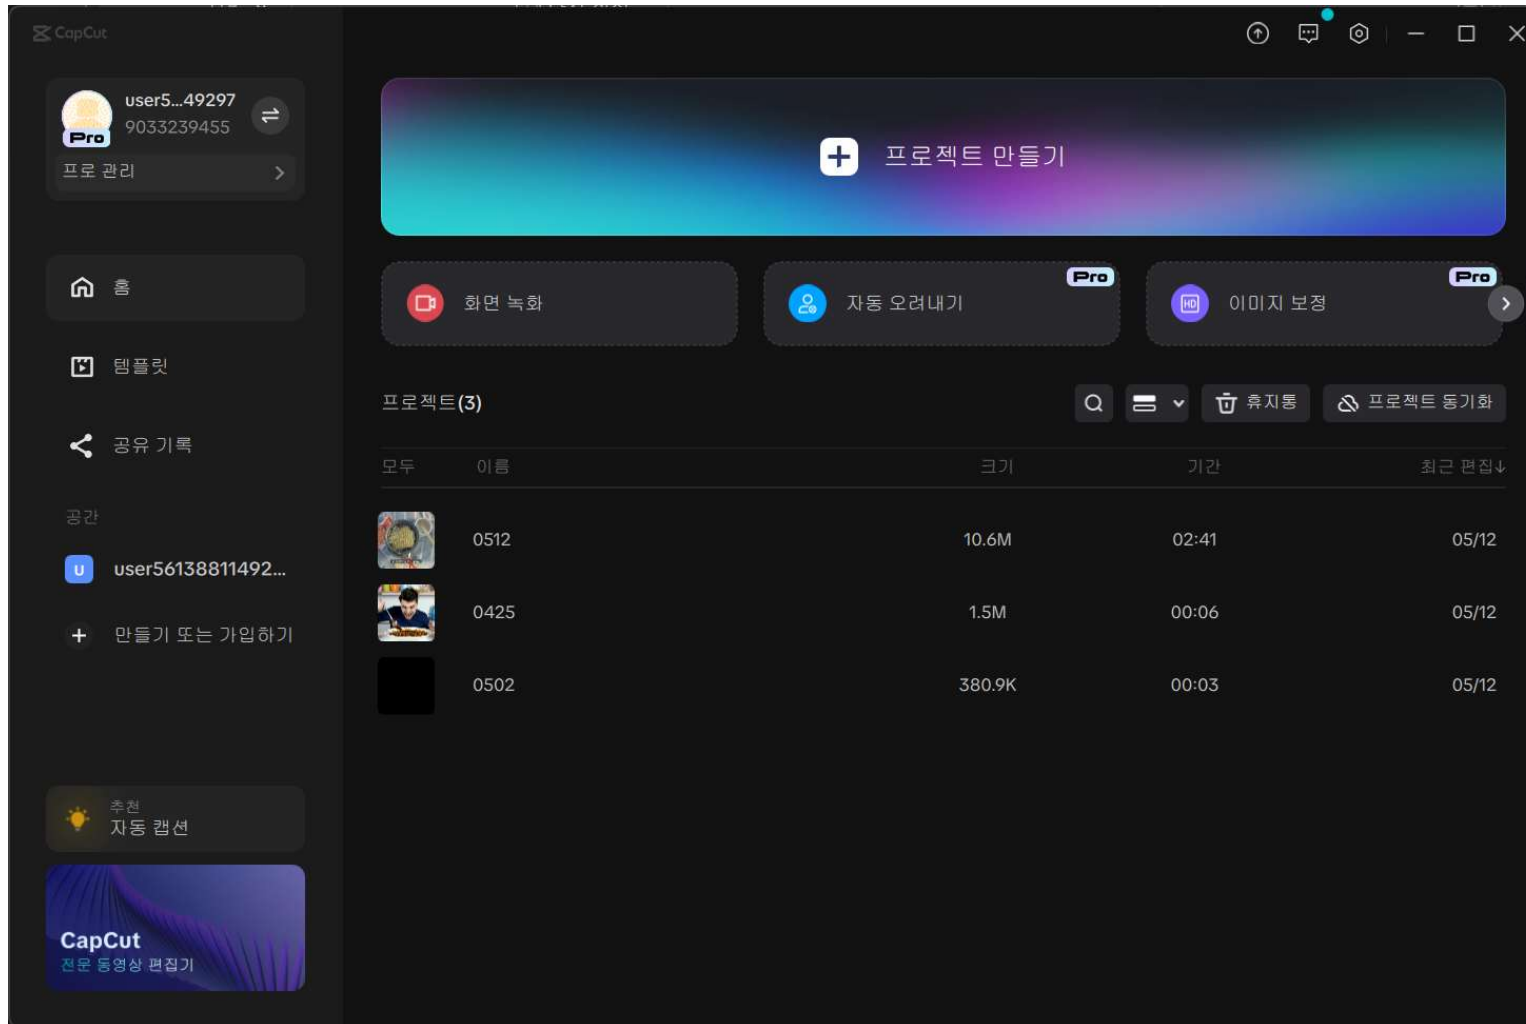 CapCut
user5...49297
9033239455
Pro
프로 관리
홈
템플릿
공유 기록
공간
U
user56138811492...
만들기 또는 가입하기
추천
자동 캡션
CapCut
전문 동영상 편집기
프로젝트 만들기
화면 녹화
자동 오려내기
Pro
HD
이미지 보정
Pro
프로젝트(3)
휴지통
프로젝트 동기화
모두 이름 크기 기간 최근 편집↓
0512 10.6M 02:41 05/12
0425 1.5M 00:06 05/12
0502 380.9K 00:03 05/12